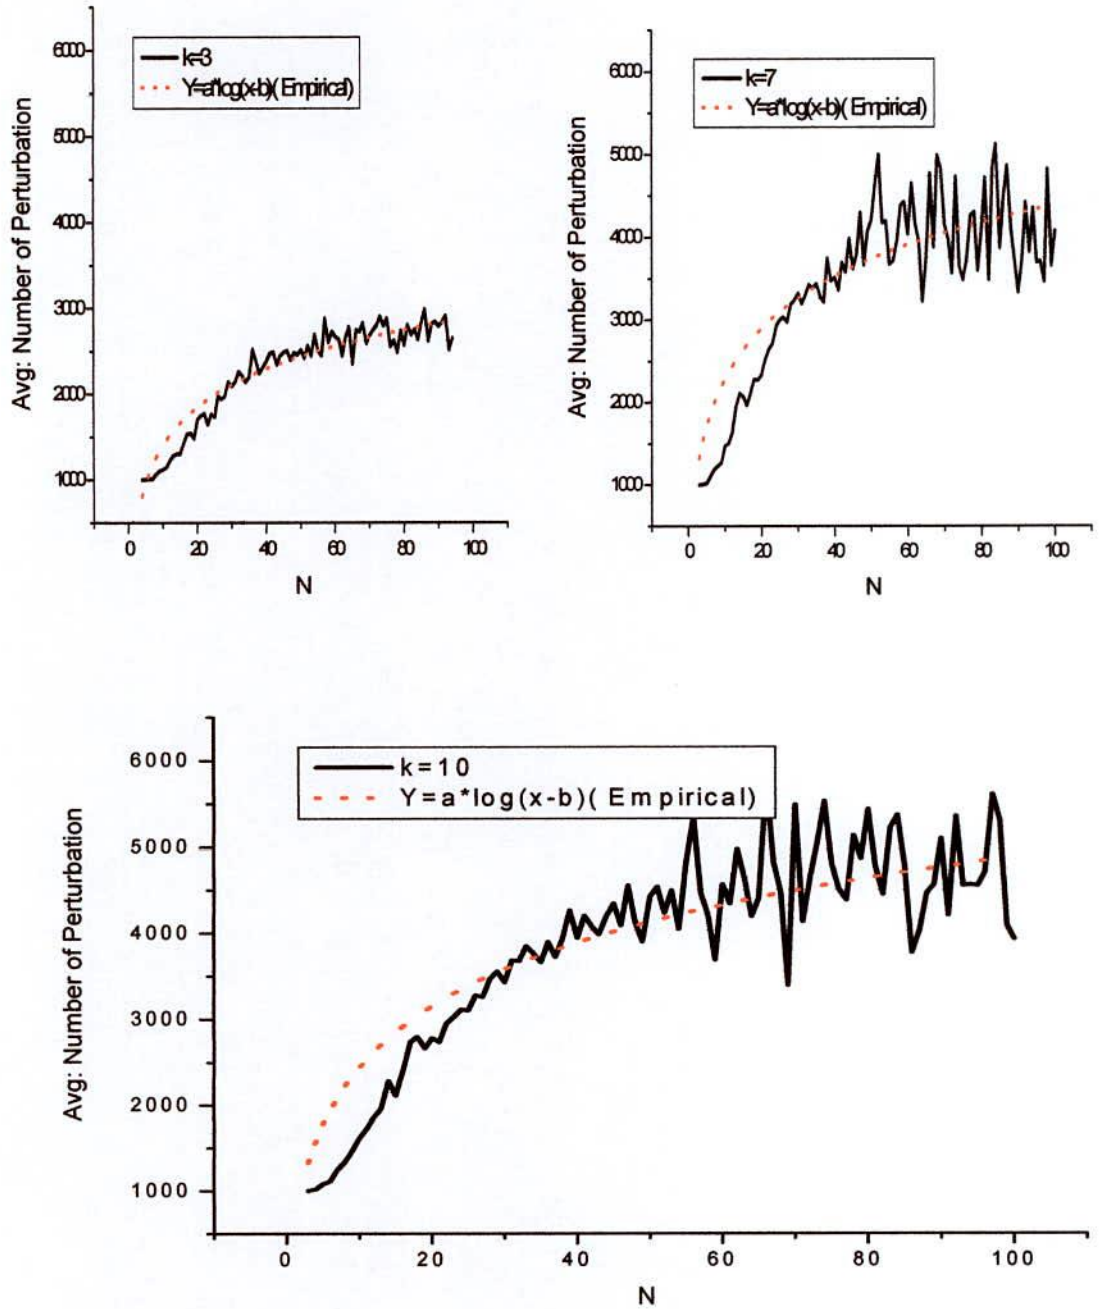 k=3
Y=a*log(x-b)( Empirical)
6000
5000
4000
3000
2000
1000
Avg: Number of Perturbation
0 20 40 60 80 100
N
k=7
Y=a*log(x-b)( Empirical)
6000
5000
4000
3000
2000
1000
Avg: Number of Perturbation
0 20 40 60 80 100
N
k=10
Y=a*log(x-b)( Empirical)
6000
5000
4000
3000
2000
1000
Avg: Number of Perturbation
0 20 40 60 80 100
N